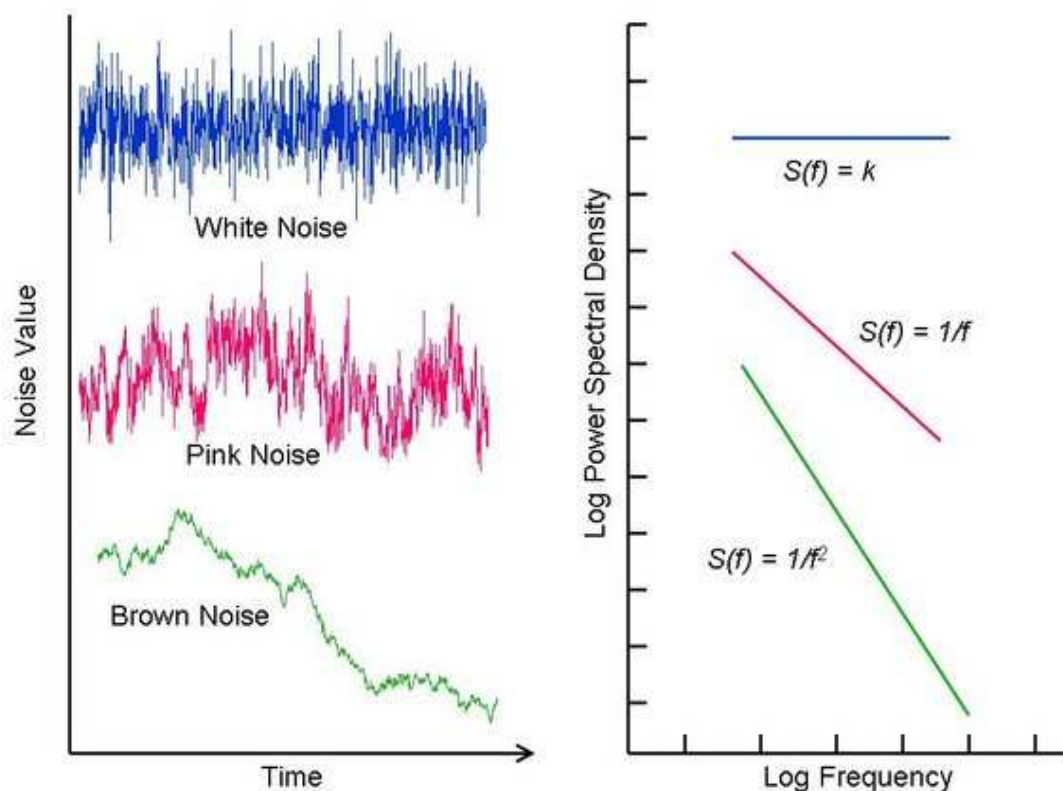 Noise Value
White Noise
Pink Noise
Brown Noise
Time
Log Power Spectral Density
S(f) = k
S(f) = 1/f
S(f) = 1/f²
Log Frequency